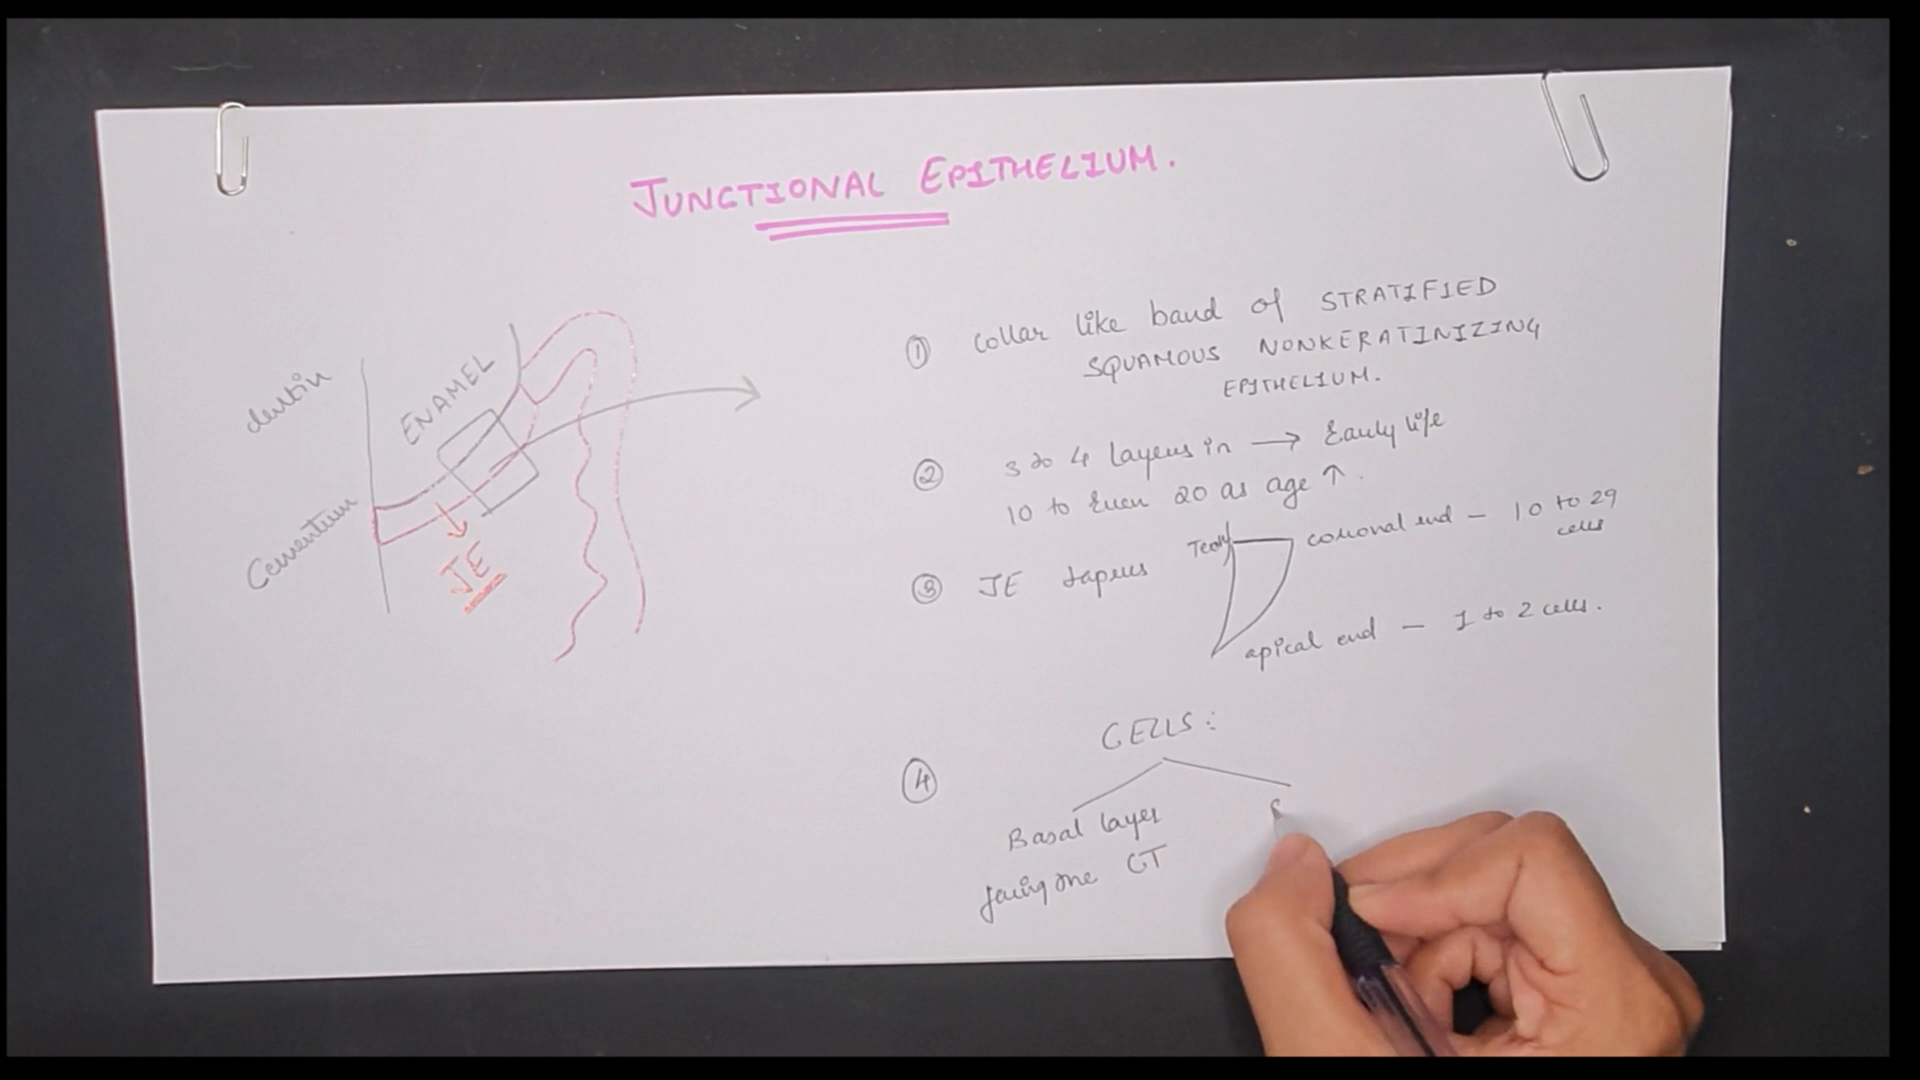 JUNCTIONAL EPITHELIUM.
dentin
ENAMEL
Cementum
JE
① Collar like band of STRATIFIED
SQUAMOUS NONKERATINIZING
EPITHELIUM.
② 3 to 4 layers in → Early life
10 to Even 20 as age ↑.
③ JE tapers
coronal end - 10 to 29
cells
apical end - 1 to 2 cells.
④ CELLS:
Basal layer
facing the CT